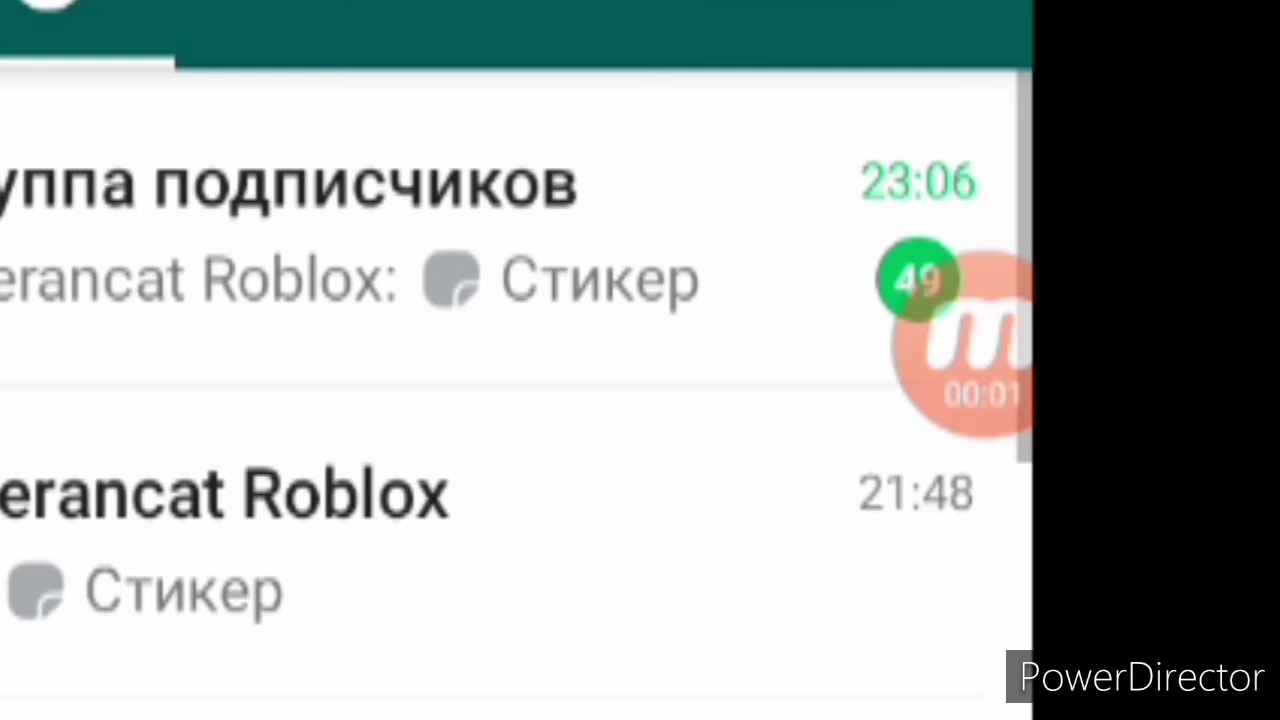 уппа подписчиков
23:06
erancat Roblox: Стикер
49
m
00:01
erancat Roblox
21:48
Стикер
PowerDirector